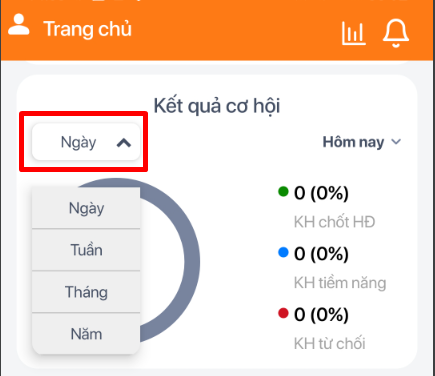 Trang chủ
Kết quả cơ hội
Ngày
Hôm nay
Ngày
Tuần
Tháng
Năm
0 (0%)
KH chốt HĐ
0 (0%)
KH tiềm năng
0 (0%)
KH từ chối